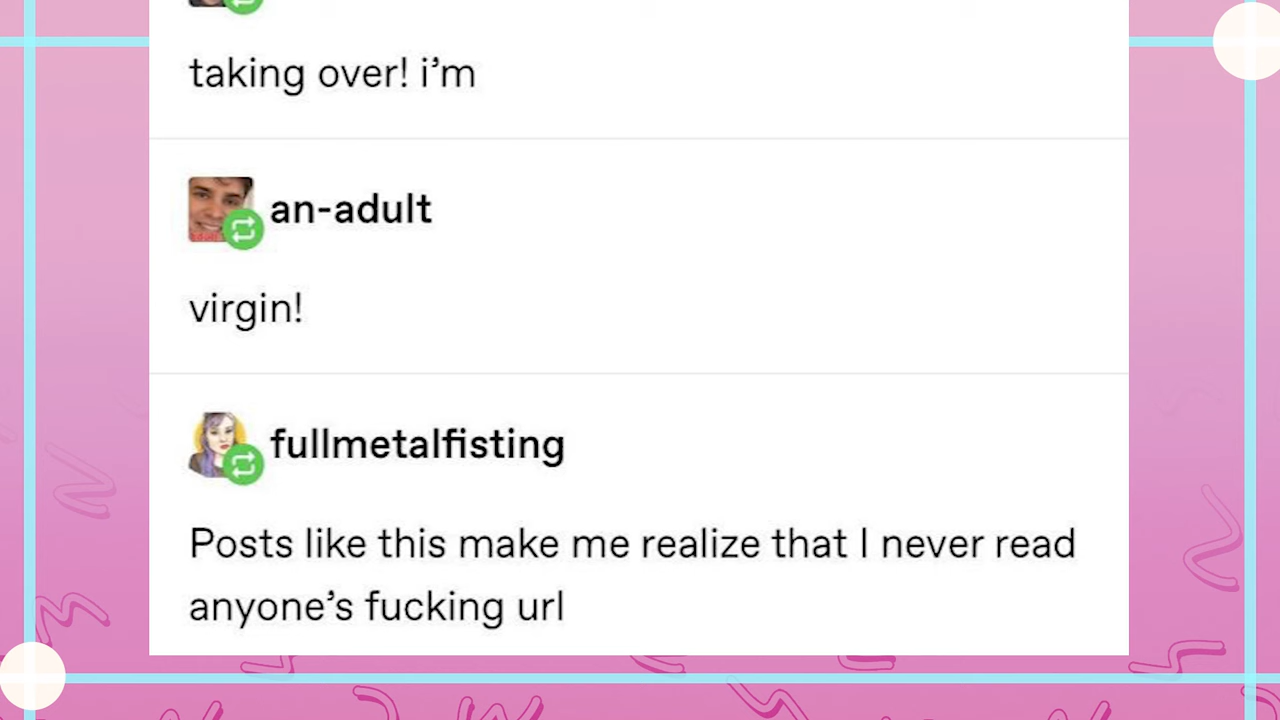 taking over! i’m
an-adult
virgin!
fullmetalfisting
Posts like this make me realize that I never read
anyone’s fucking url